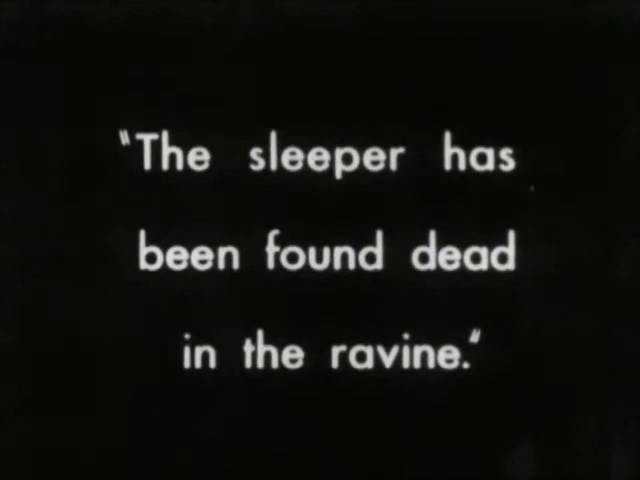 "The sleeper has
been found dead
in the ravine."